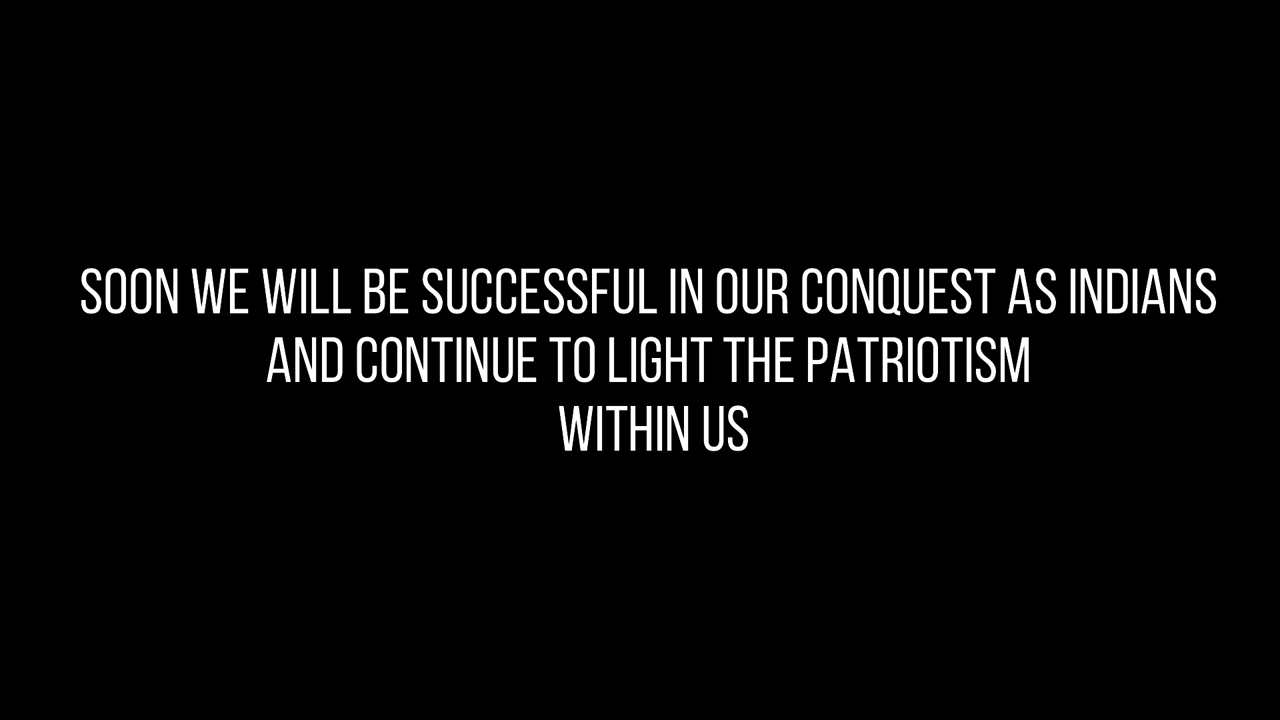 SOON WE WILL BE SUCCESSFUL IN OUR CONQUEST AS INDIANS
AND CONTINUE TO LIGHT THE PATRIOTISM
WITHIN US